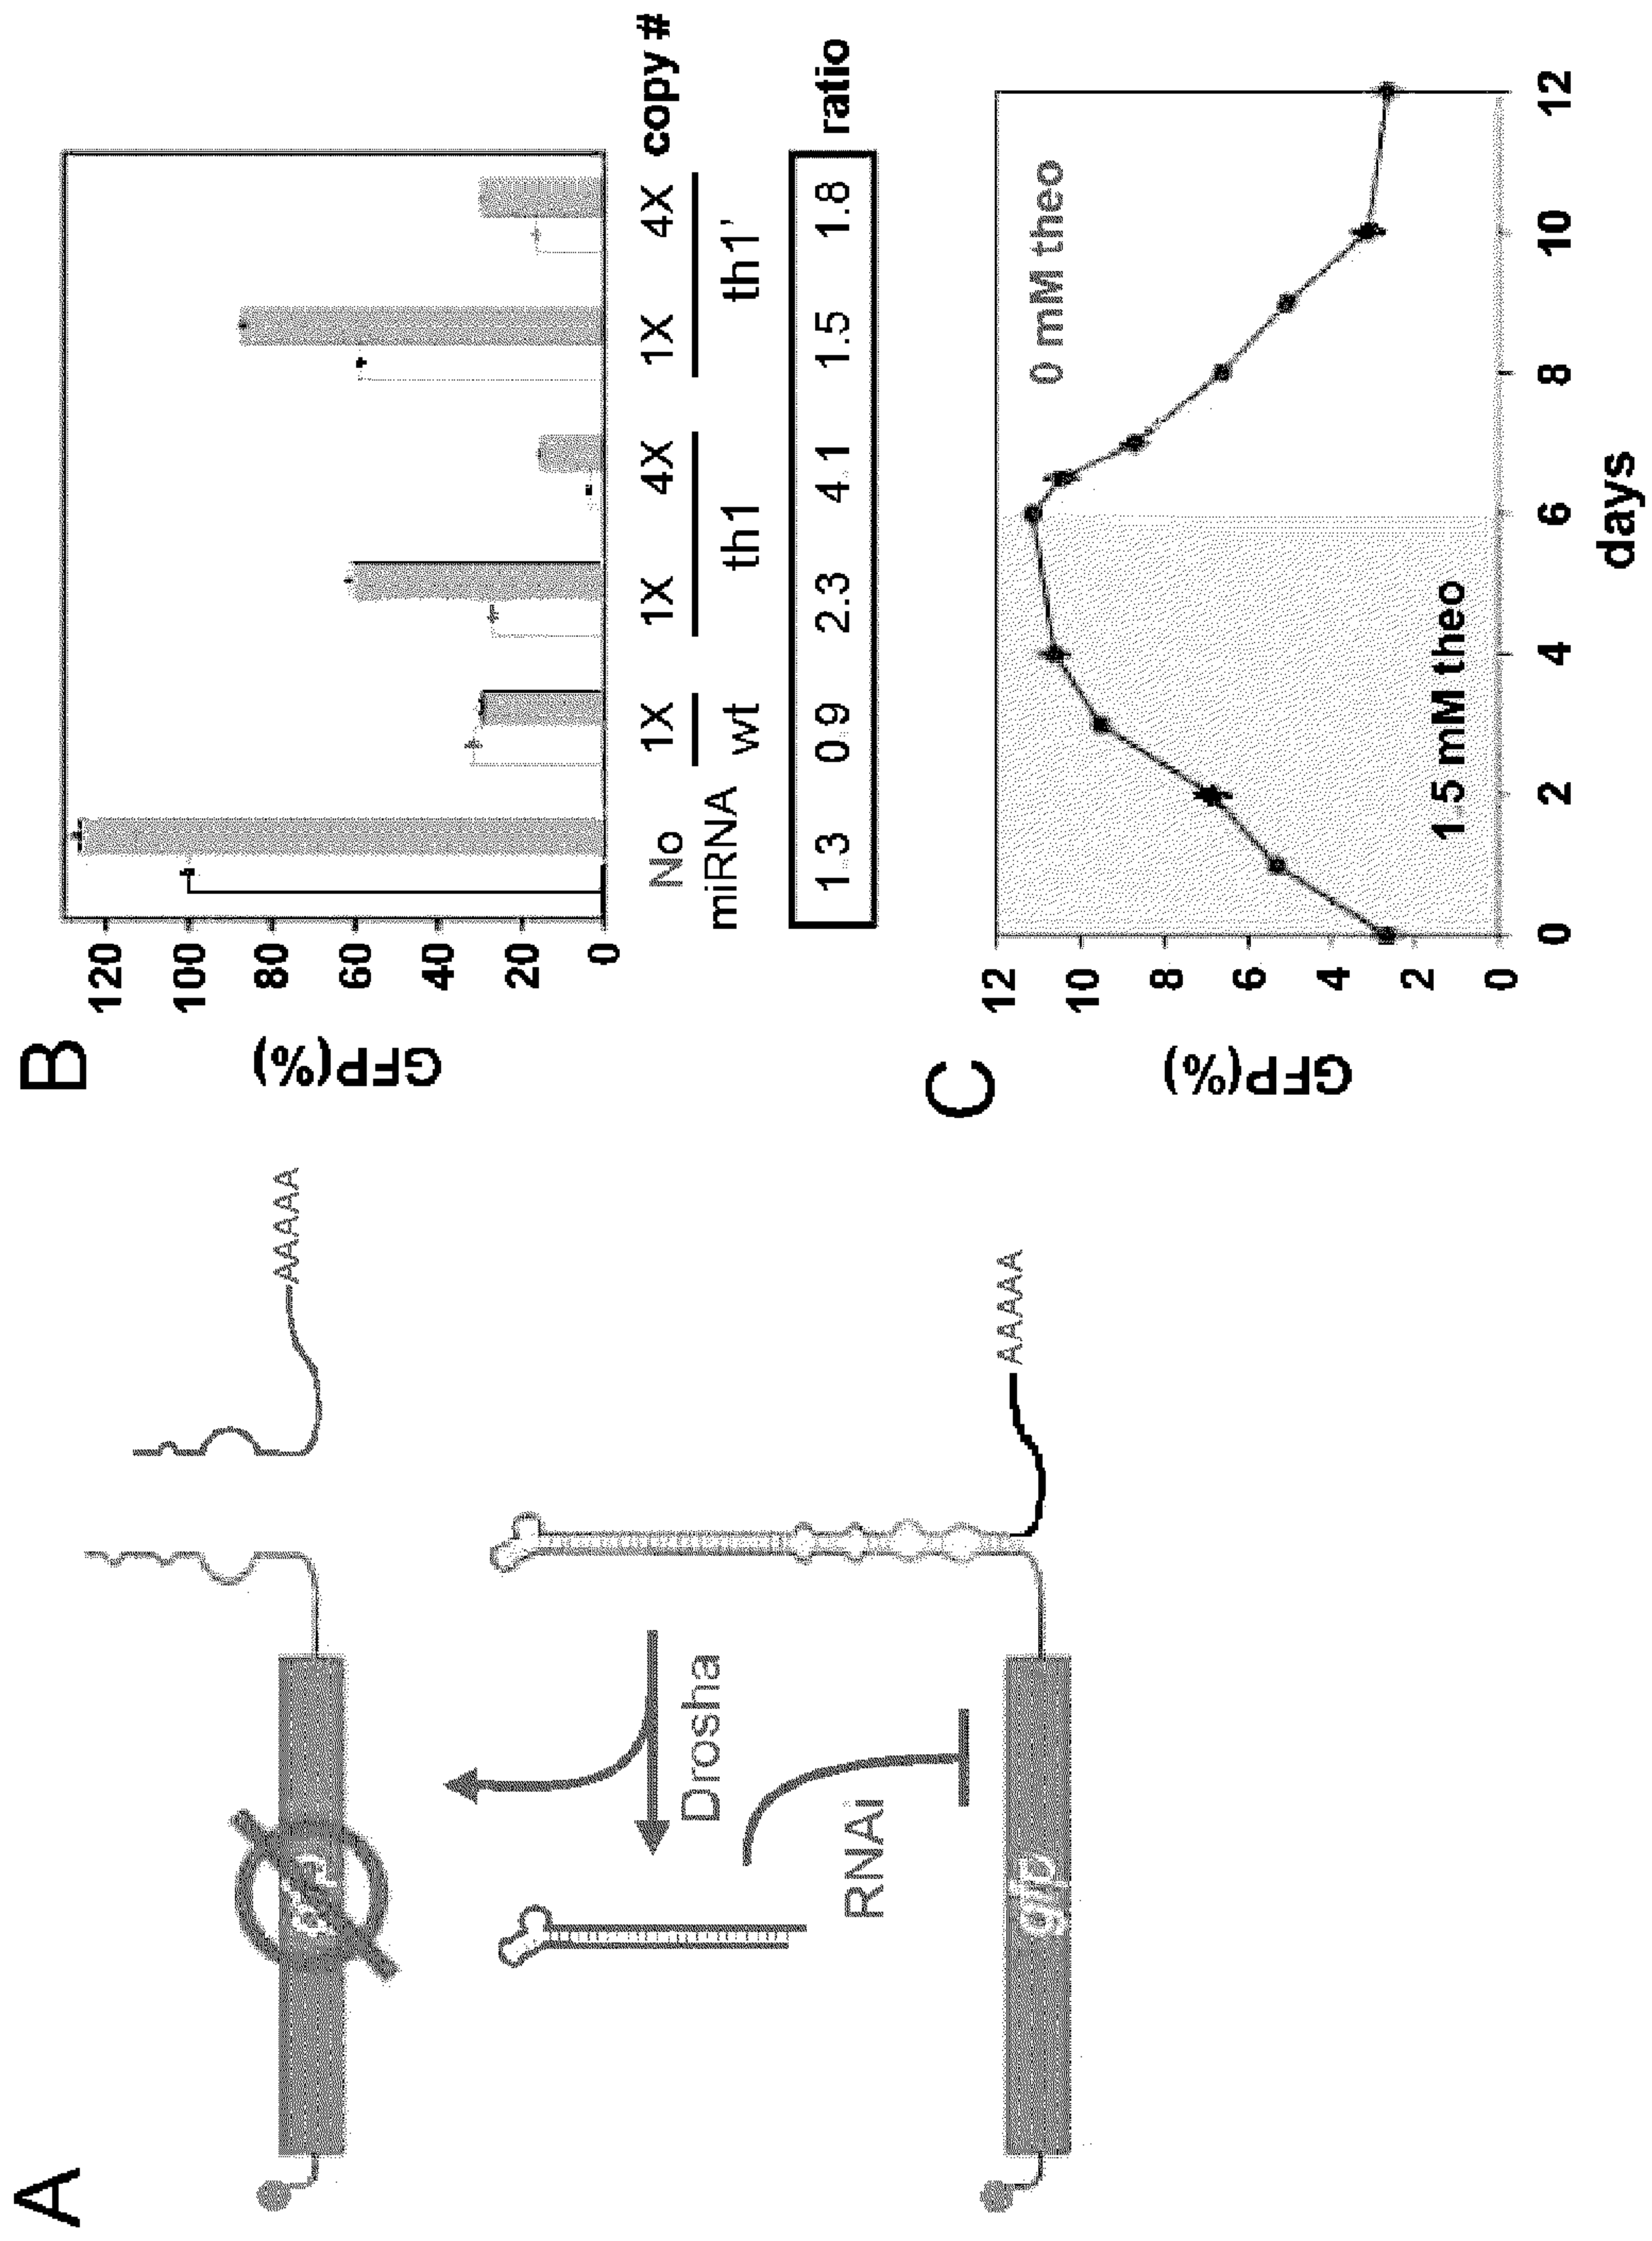 A
AAAAA
Drosha
RNAi
gfp
AAAAA
B
GFP(%)
120
100
80
60
40
20
0
No miRNA 1X 1X 4X 1X 4X copy #
wt th1 th1'
1.3 0.9 2.3 4.1 1.5 1.8 ratio
C
GFP(%)
12
10
8
6
4
2
0
1.5 mM theo
0 mM theo
0 2 4 6 8 10 12
days